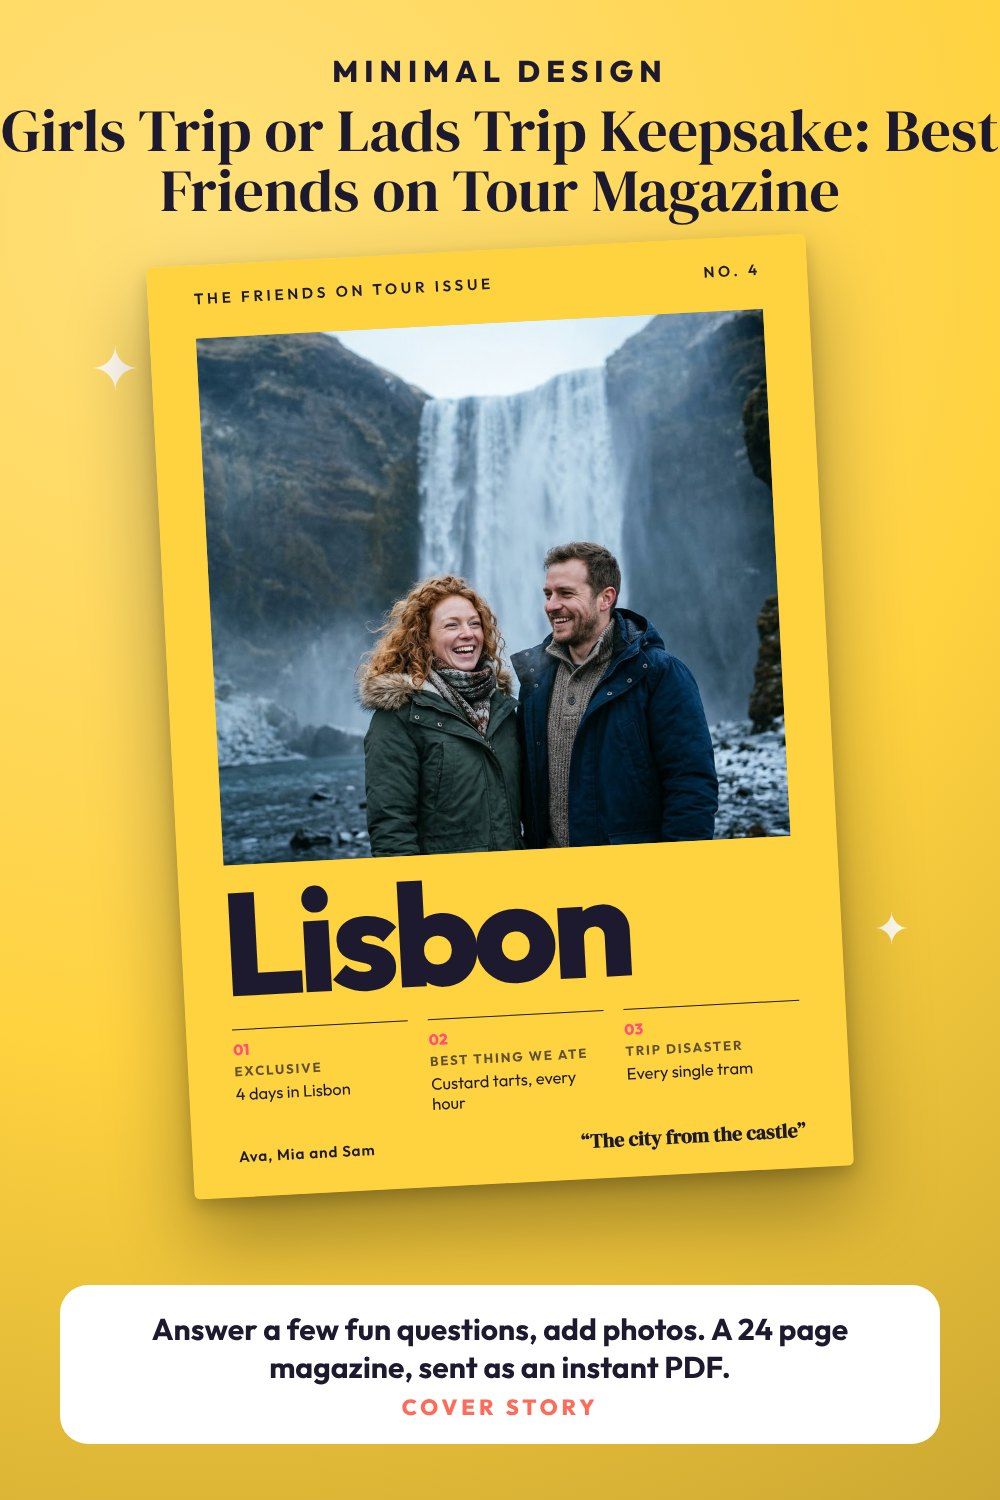 MINIMAL DESIGN
Girls Trip or Lads Trip Keepsake: Best
Friends on Tour Magazine
THE FRIENDS ON TOUR ISSUE
NO. 4
Lisbon
01
EXCLUSIVE
4 days in Lisbon
02
BEST THING WE ATE
Custard tarts, every
hour
03
TRIP DISASTER
Every single tram
Ava, Mia and Sam
“The city from the castle”
Answer a few fun questions, add photos. A 24 page
magazine, sent as an instant PDF.
COVER STORY